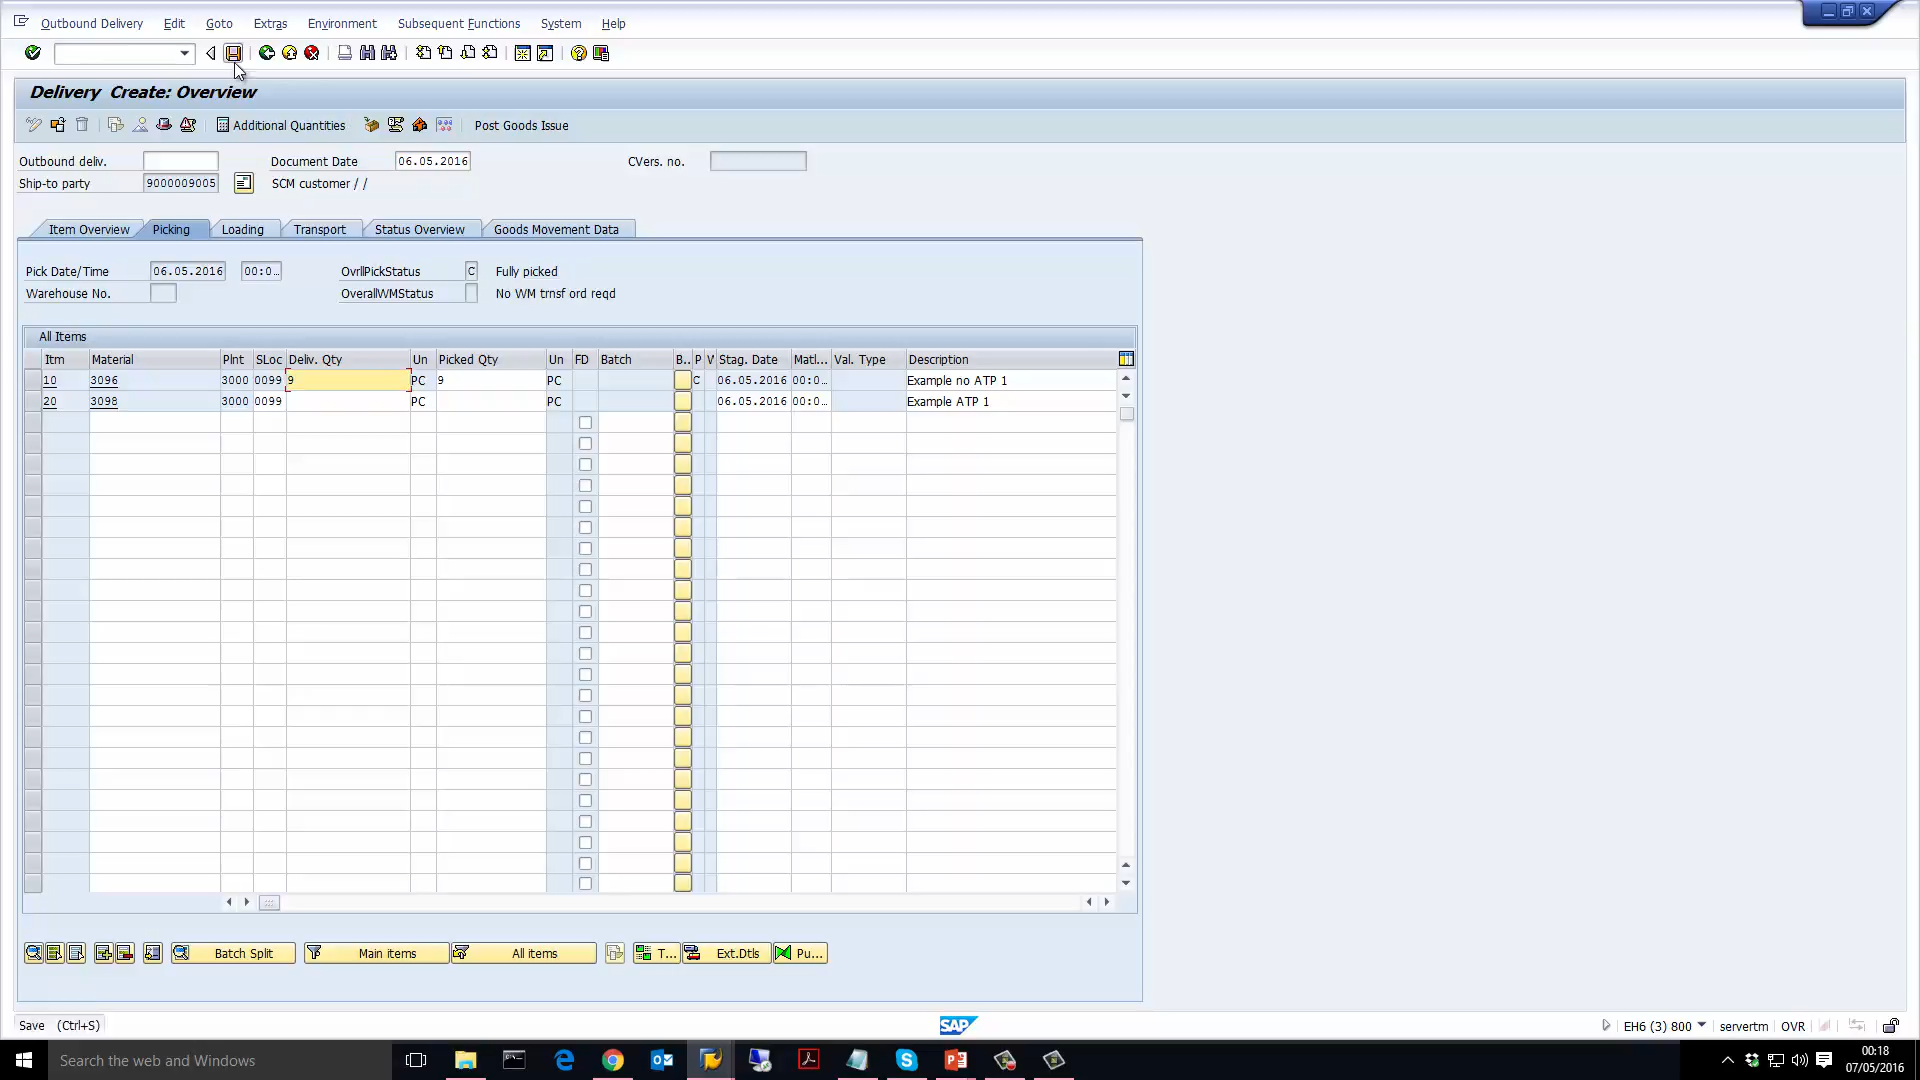 Outbound Delivery Edit Goto Extras Environment Subsequent Functions System Help
Delivery Create: Overview
Additional Quantities Post Goods Issue
Outbound deliv. Document Date 06.05.2016 CVers. no.
Ship-to party 9000009005 SCM customer / /
Item Overview Picking Loading Transport Status Overview Goods Movement Data
Pick Date/Time 06.05.2016 00:0... OvrllPickStatus C Fully picked
Warehouse No. OverallWMStatus No WM trnsf ord reqd
All Items
Itm Material Plnt SLoc Deliv. Qty Un Picked Qty Un FD Batch B.. P W Stag. Date Matl... Val. Type Description
10 3096 3000 0099 9 PC 9 PC C 06.05.2016 00:0... Example no ATP 1
20 3098 3000 0099 PC PC 06.05.2016 00:0... Example ATP 1
Batch Split Main items All items T... Ext.Dtls Pu...
Save (Ctrl+S) SAP EH6 (3) 800 servertm OVR
Search the web and Windows 00:18
07/05/2016